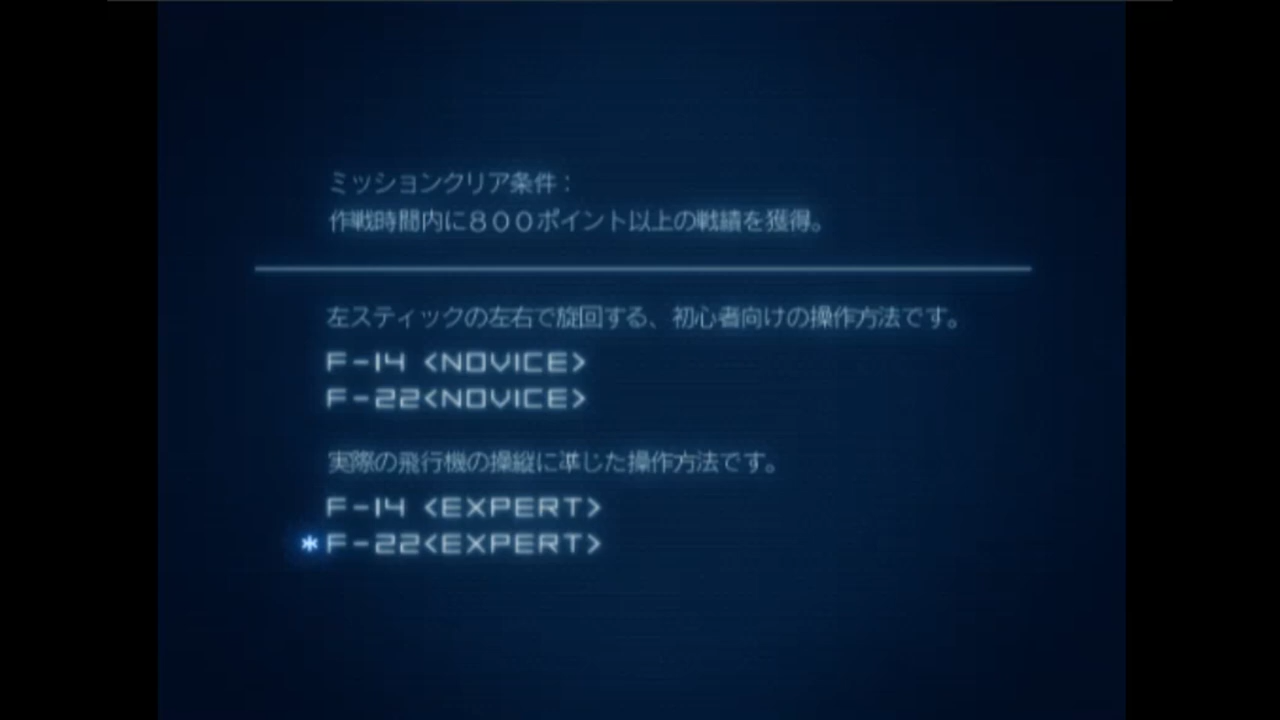 ミッションクリア条件：
作戦時間内に８００ポイント以上の戦績を獲得。
左スティックの左右で旋回する、初心者向けの操作方法です。
F-14 <NOVICE>
F-22<NOVICE>
実際の飛行機の操縦に準じた操作方法です。
F-14 <EXPERT>
*F-22<EXPERT>